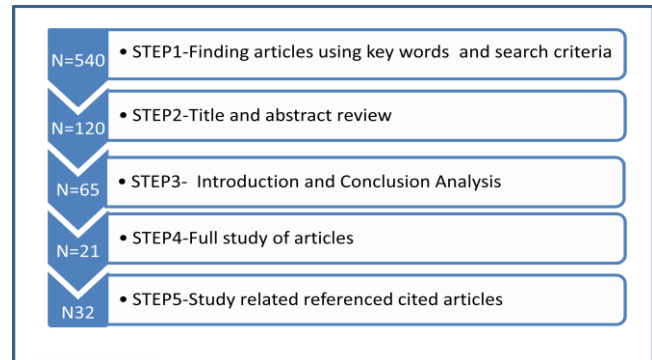 N=540
• STEP1-Finding articles using key words and search criteria
N=120
• STEP2-Title and abstract review
N=65
• STEP3- Introduction and Conclusion Analysis
N=21
• STEP4-Full study of articles
N32
• STEP5-Study related referenced cited articles